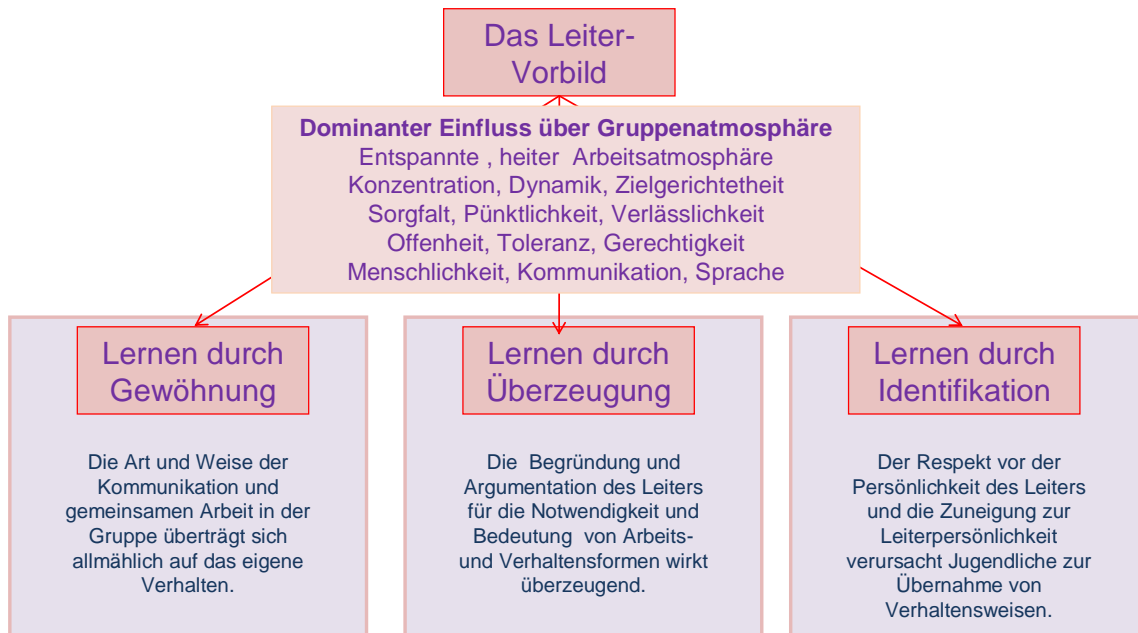 Das Leiter-
Vorbild
Dominanter Einfluss über Gruppenatmosphäre
Entspannte , heiter Arbeitsatmosphäre
Konzentration, Dynamik, Zielgerichtetheit
Sorgfalt, Pünktlichkeit, Verlässlichkeit
Offenheit, Toleranz, Gerechtigkeit
Menschlichkeit, Kommunikation, Sprache
Lernen durch
Gewöhnung
Die Art und Weise der
Kommunikation und
gemeinsamen Arbeit in der
Gruppe überträgt sich
allmählich auf das eigene
Verhalten.
Lernen durch
Überzeugung
Die Begründung und
Argumentation des Leiters
für die Notwendigkeit und
Bedeutung von Arbeits-
und Verhaltensformen wirkt
überzeugend.
Lernen durch
Identifikation
Der Respekt vor der
Persönlichkeit des Leiters
und die Zuneigung zur
Leiterpersönlichkeit
verursacht Jugendliche zur
Übernahme von
Verhaltensweisen.